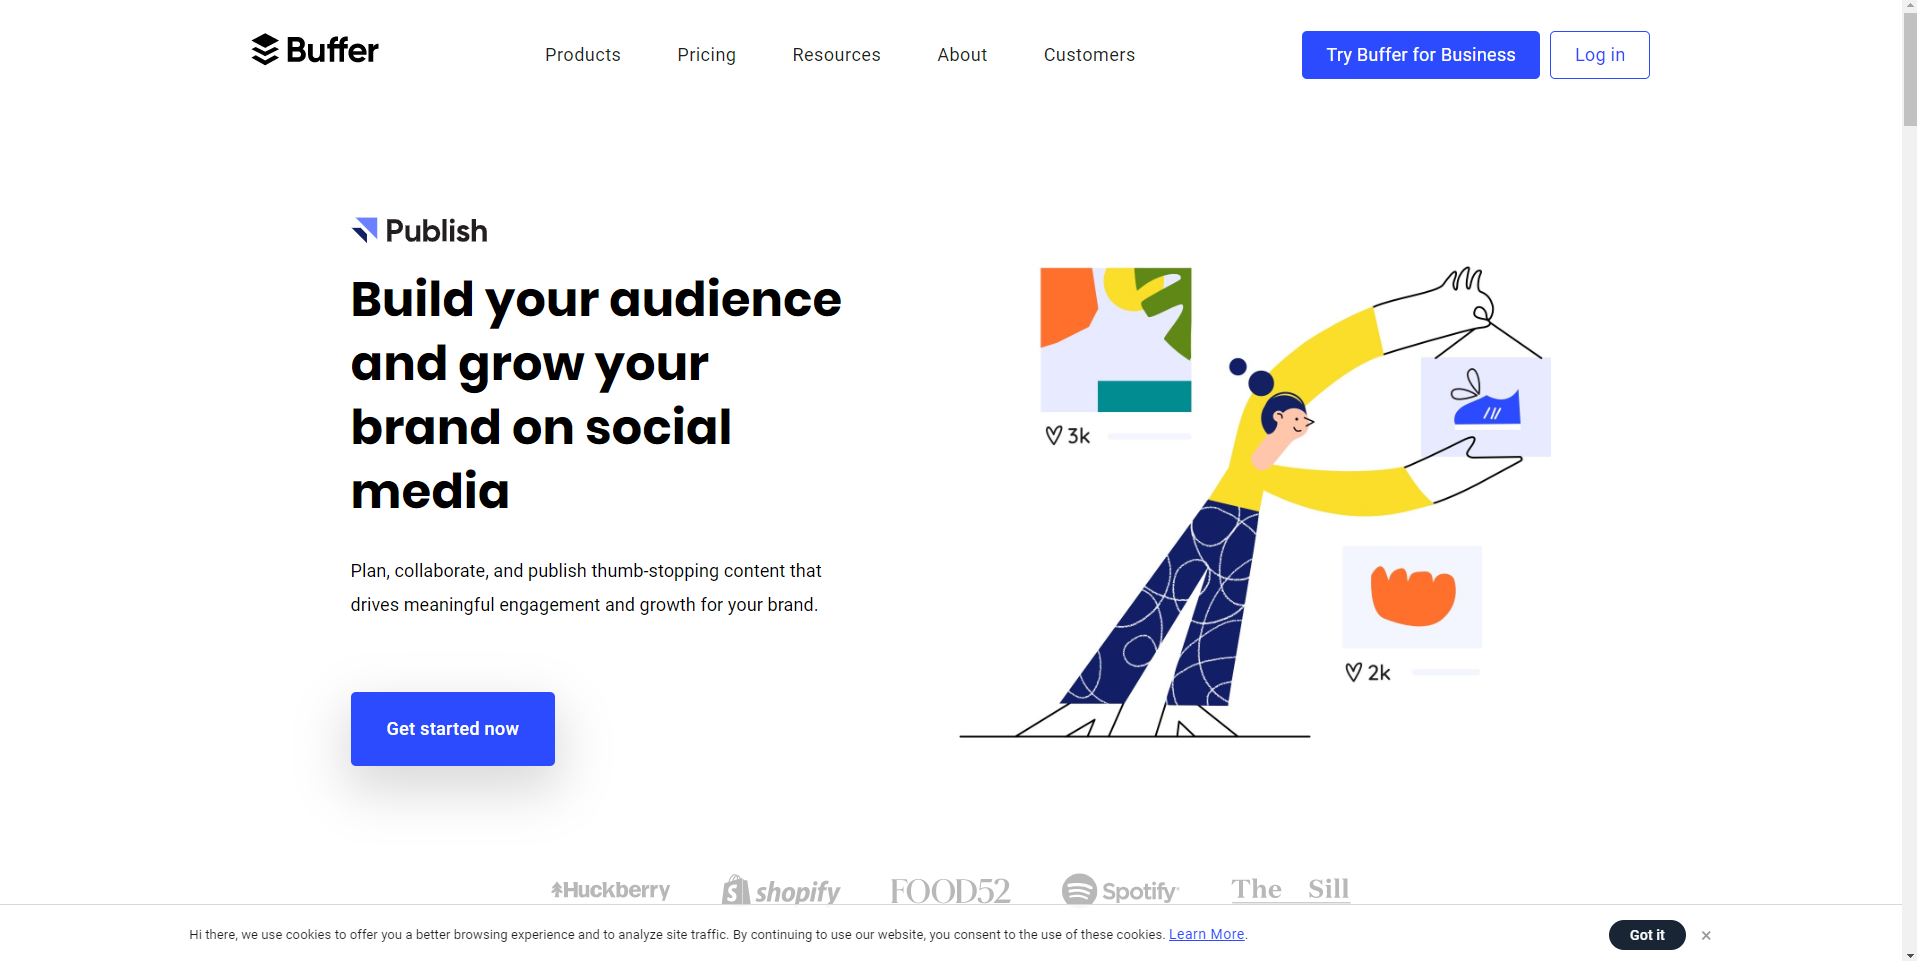 Buffer
Products Pricing Resources About Customers
Try Buffer for Business
Log in
Publish
Build your audience
and grow your
brand on social
media
Plan, collaborate, and publish thumb-stopping content that
drives meaningful engagement and growth for your brand.
Get started now
3k
2k
Huckberry
shopify
FOOD52
Spotify
The Sill
Hi there, we use cookies to offer you a better browsing experience and to analyze site traffic. By continuing to use our website, you consent to the use of these cookies. Learn More.
Got it
×